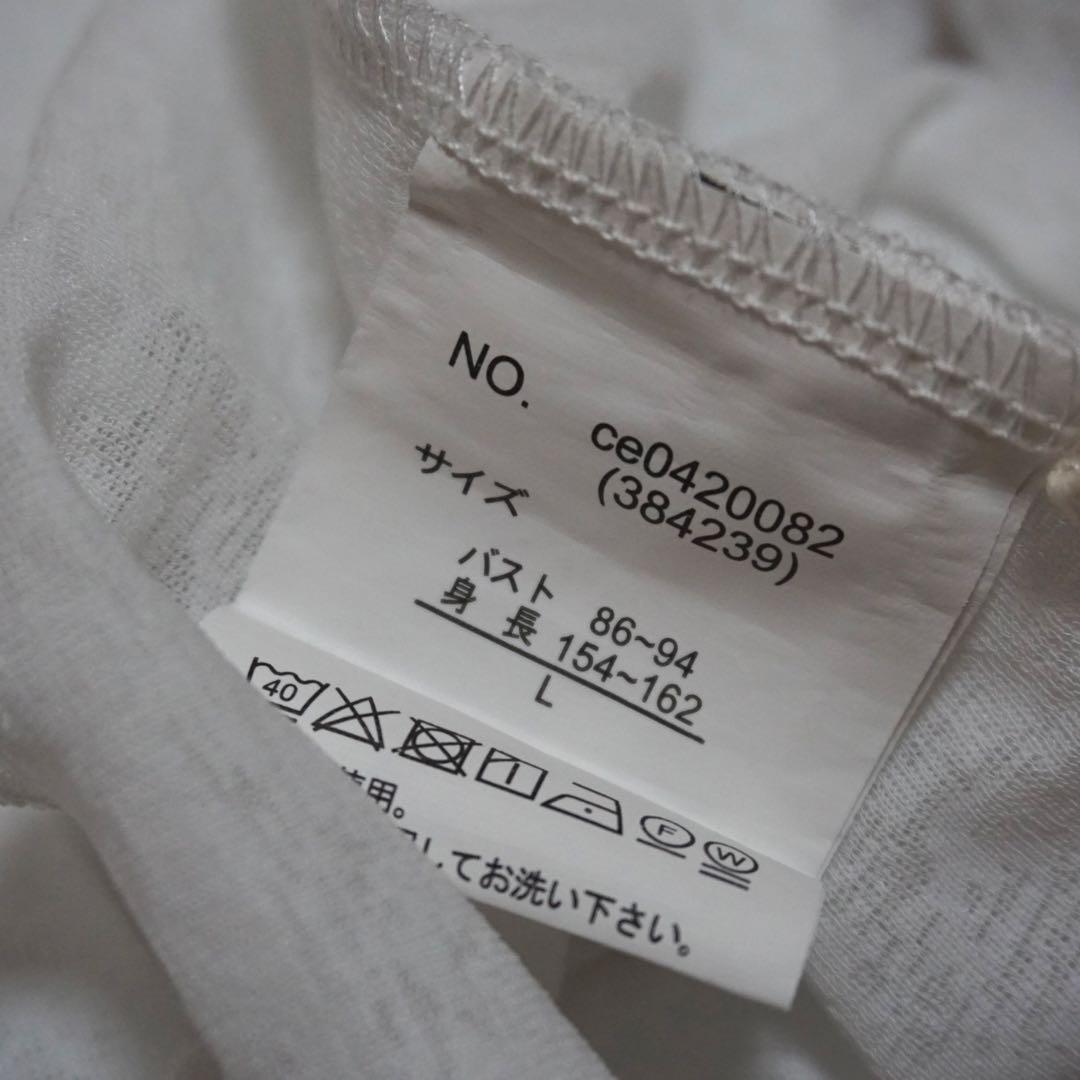 NO.
ce0420082
(384239)
サイズ
バスト 86~94
身長 154~162
L
40
F
W
用。
してお洗い下さい。